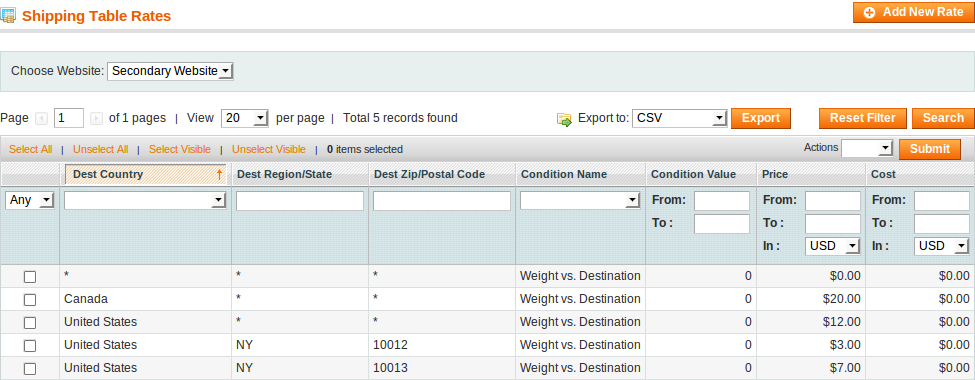 Shipping Table Rates Add New Rate
Choose Website: Secondary Website
Page 1 of 1 pages | View 20 per page | Total 5 records found Export to: CSV Export Reset Filter Search
Select All | Unselect All | Select Visible | Unselect Visible | 0 items selected Actions Submit
Dest Country Dest Region/State Dest Zip/Postal Code Condition Name Condition Value Price Cost
Any From: From: From:
To : To : To :
In : USD In : USD
* * * Weight vs. Destination 0 $0.00 $0.00
Canada * * Weight vs. Destination 0 $20.00 $0.00
United States * * Weight vs. Destination 0 $12.00 $0.00
United States NY 10012 Weight vs. Destination 0 $3.00 $0.00
United States NY 10013 Weight vs. Destination 0 $7.00 $0.00